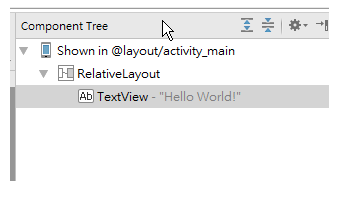 Component Tree
Shown in @layout/activity_main
RelativeLayout
Ab TextView - "Hello World!"